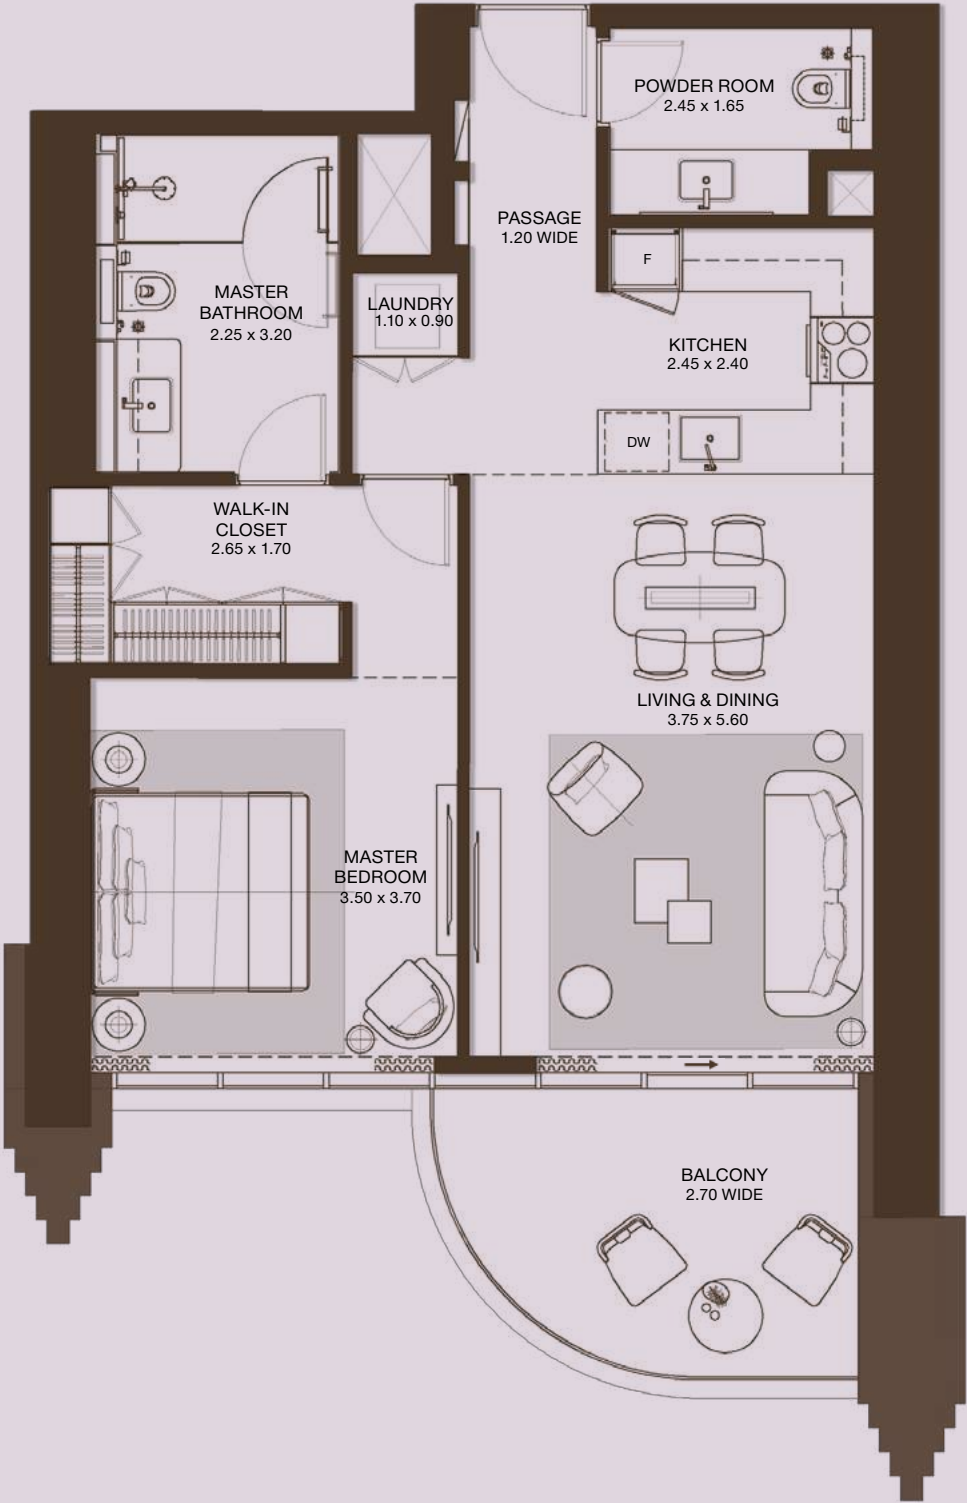 POWDER ROOM
2.45 x 1.65
PASSAGE
1.20 WIDE
F
MASTER
BATHROOM
2.25 x 3.20
LAUNDRY
1.10 x 0.90
KITCHEN
2.45 x 2.40
DW
WALK-IN
CLOSET
2.65 x 1.70
LIVING & DINING
3.75 x 5.60
MASTER
BEDROOM
3.50 x 3.70
BALCONY
2.70 WIDE